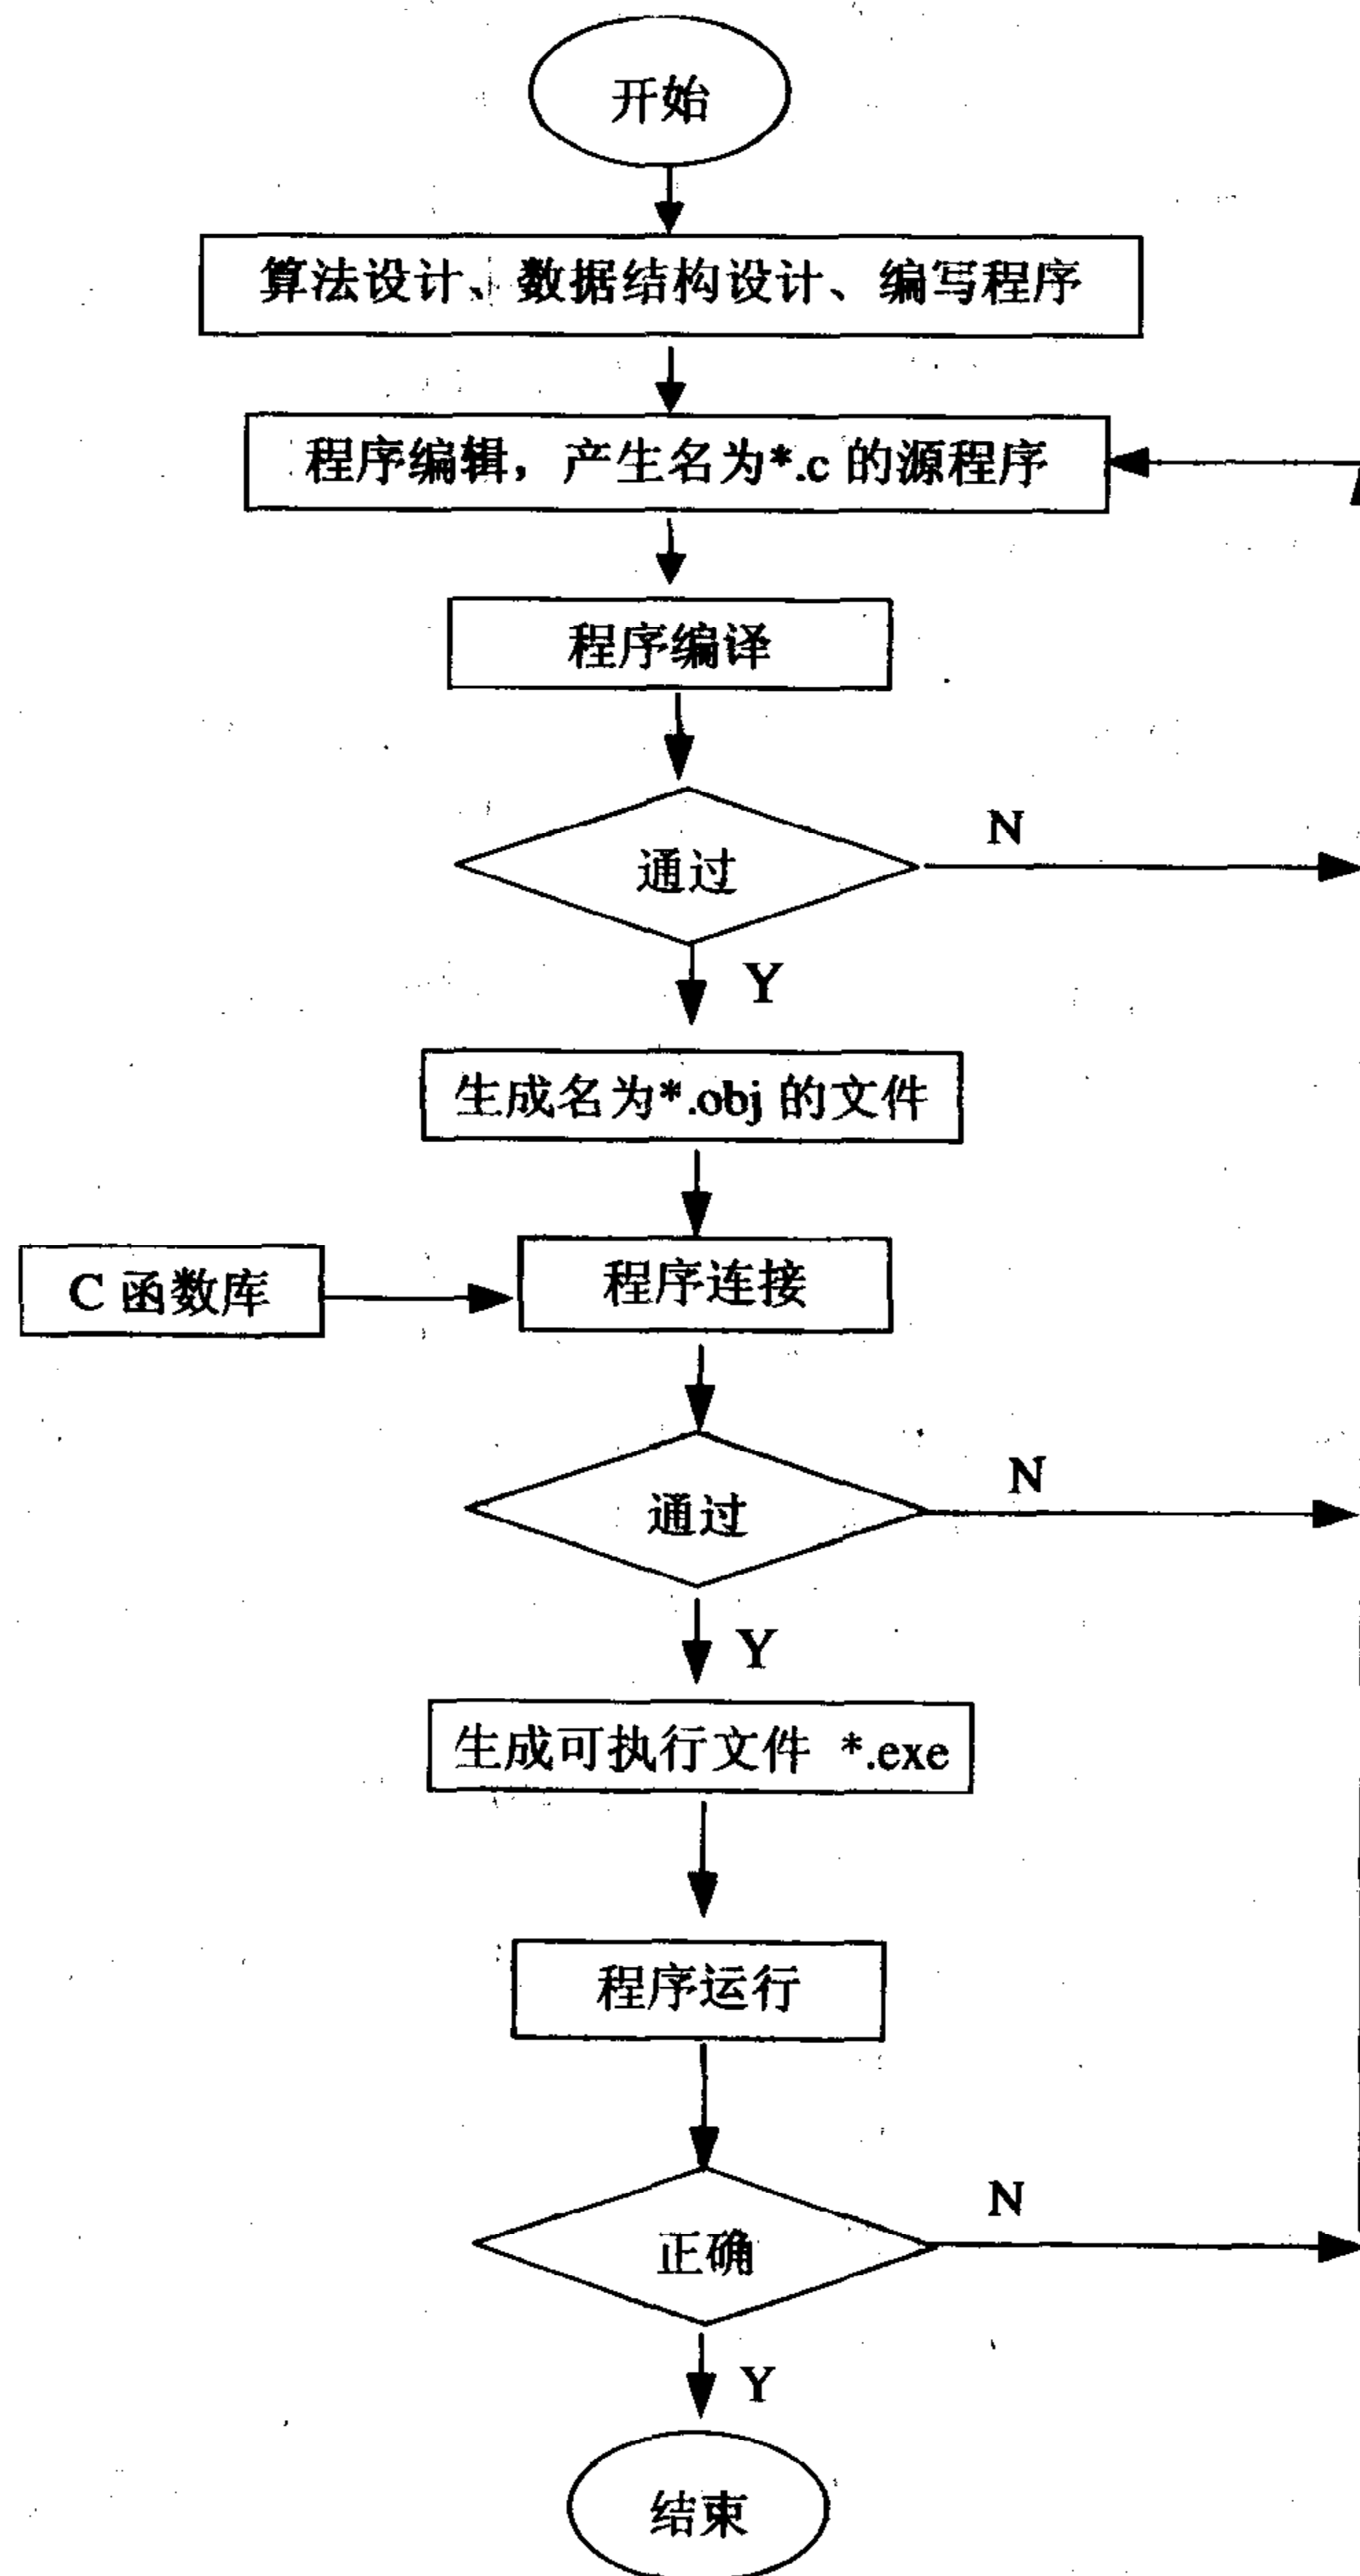 开始
算法设计、数据结构设计、编写程序
程序编辑，产生名为*.c 的源程序
程序编译
通过
N
Y
生成名为*.obj 的文件
C 函数库
程序连接
通过
N
Y
生成可执行文件 *.exe
程序运行
正确
N
Y
结束